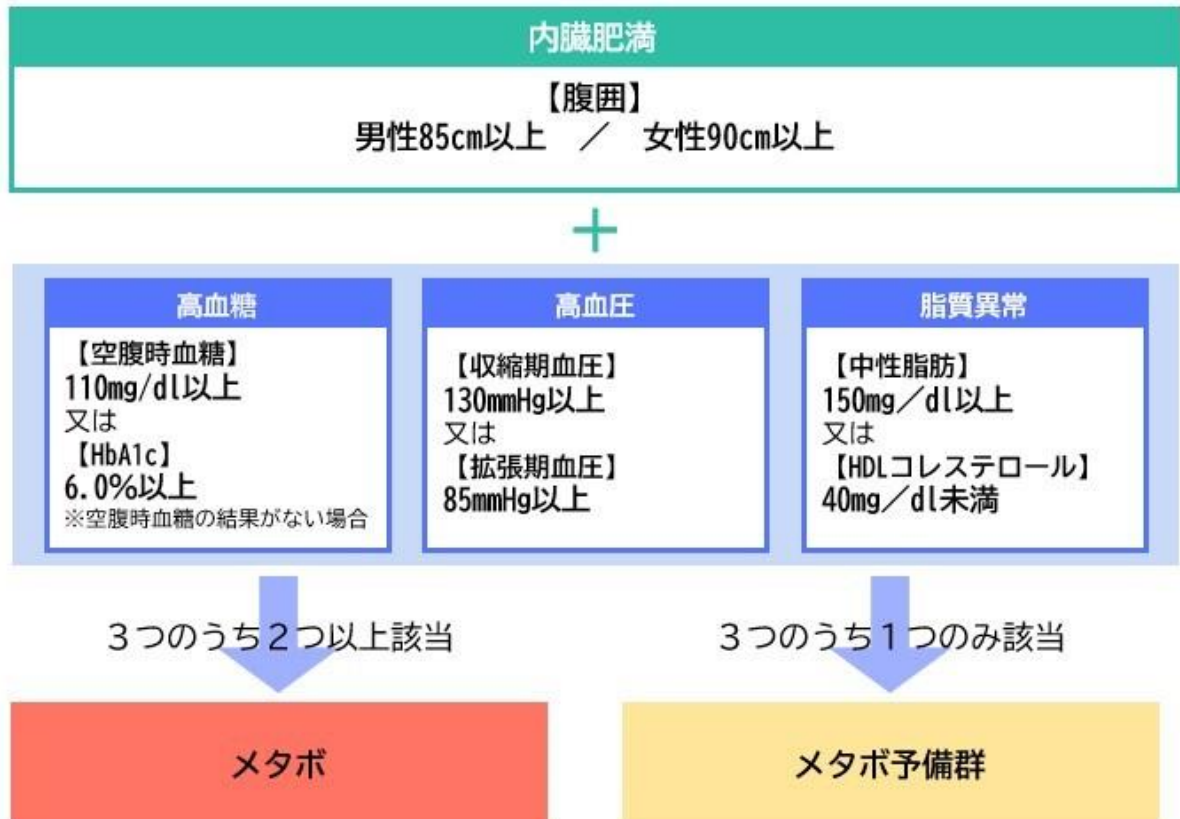 内臓肥満
【腹囲】
男性85cm以上　／　女性90cm以上
＋
高血糖
【空腹時血糖】
110mg/dl以上
又は
【HbA1c】
6.0%以上
※空腹時血糖の結果がない場合
高血圧
【収縮期血圧】
130mmHg以上
又は
【拡張期血圧】
85mmHg以上
脂質異常
【中性脂肪】
150mg／dl以上
又は
【HDLコレステロール】
40mg／dl未満
３つのうち２つ以上該当
３つのうち１つのみ該当
メタボ
メタボ予備群